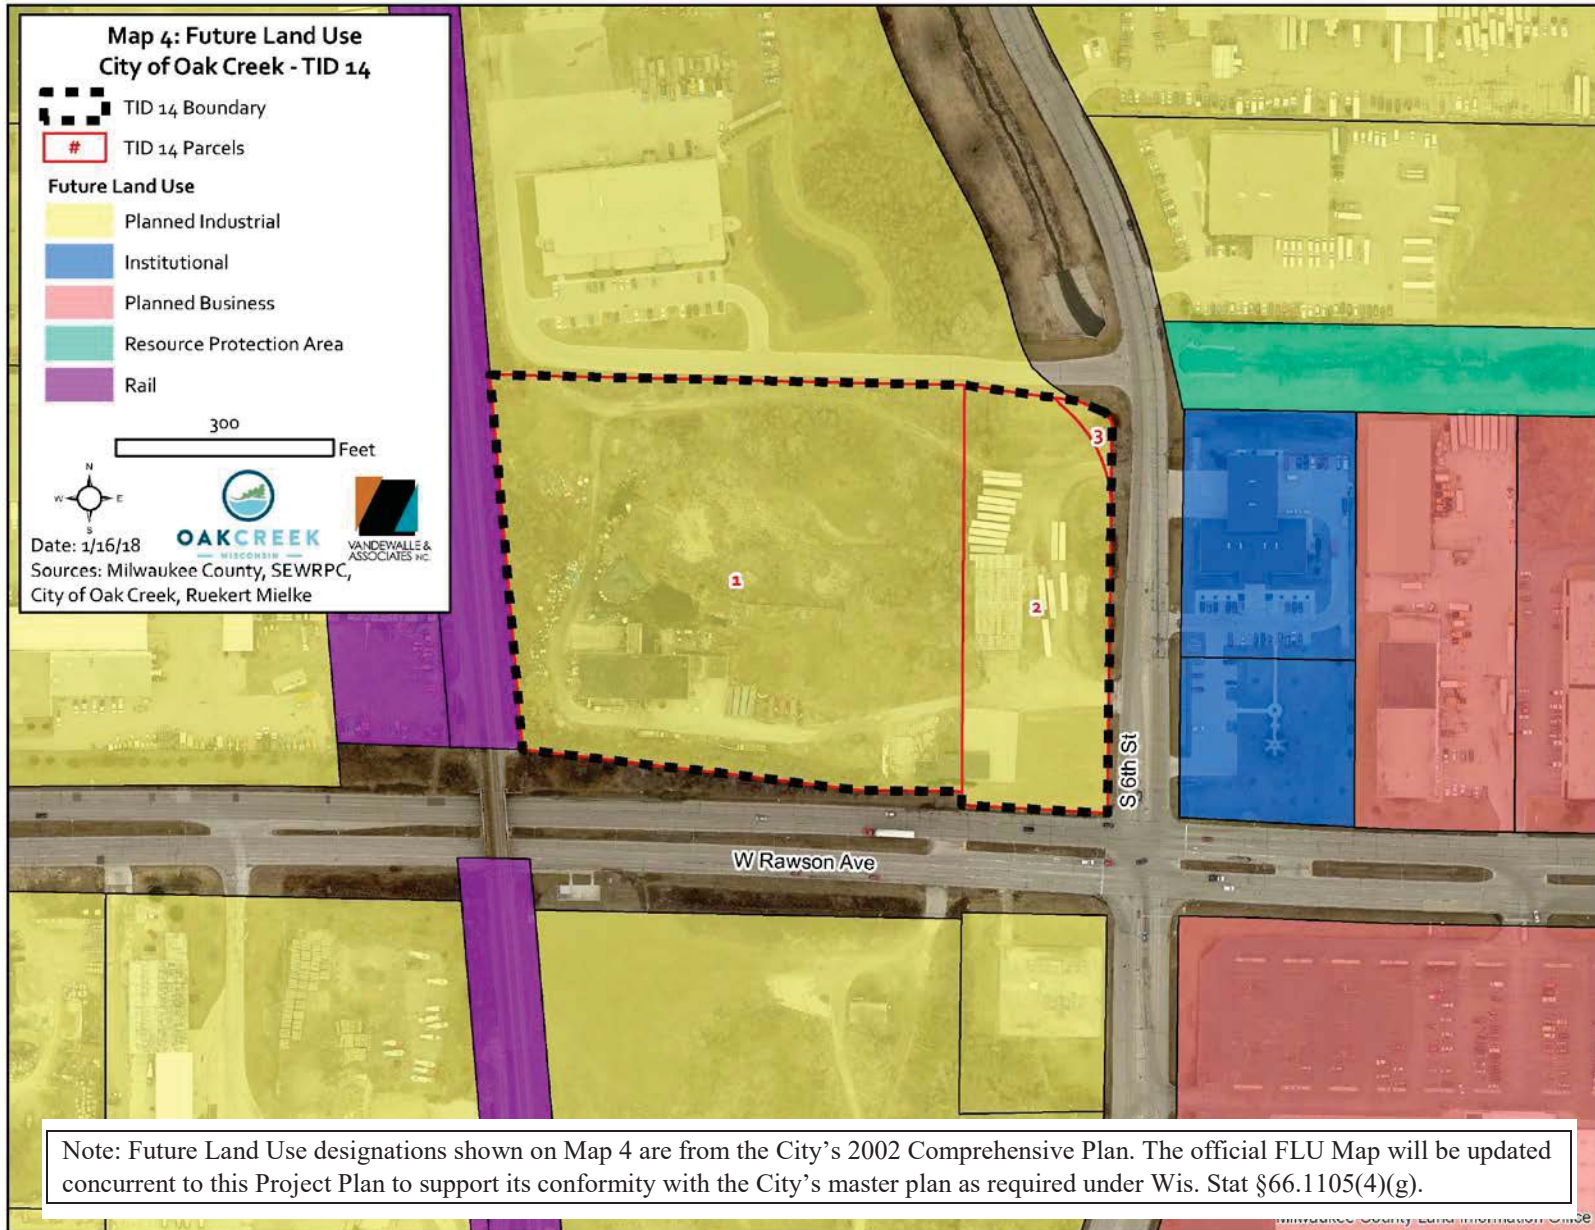 Map 4: Future Land Use
City of Oak Creek - TID 14
TID 14 Boundary
#
TID 14 Parcels
Future Land Use
Planned Industrial
Institutional
Planned Business
Resource Protection Area
Rail
300
Feet
N
W
E
S
OAKCREEK
WISCONSIN
VANDEWALLE &
ASSOCIATES INC.
Date: 1/16/18
Sources: Milwaukee County, SEWRPC,
City of Oak Creek, Ruekert Mielke
3
1
2
S 6th St
W Rawson Ave
Note: Future Land Use designations shown on Map 4 are from the City’s 2002 Comprehensive Plan. The official FLU Map will be updated
concurrent to this Project Plan to support its conformity with the City’s master plan as required under Wis. Stat §66.1105(4)(g).
Milwaukee County Land Information Office